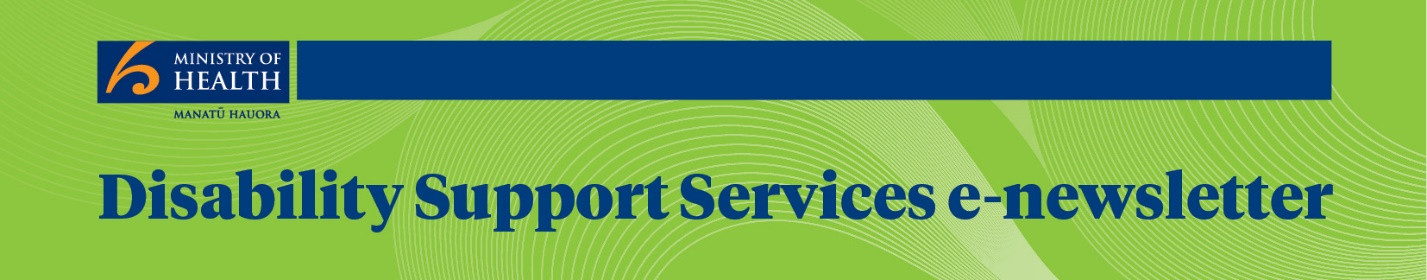 MINISTRY OF
HEALTH
MANATŪ HAUORA
Disability Support Services e-newsletter